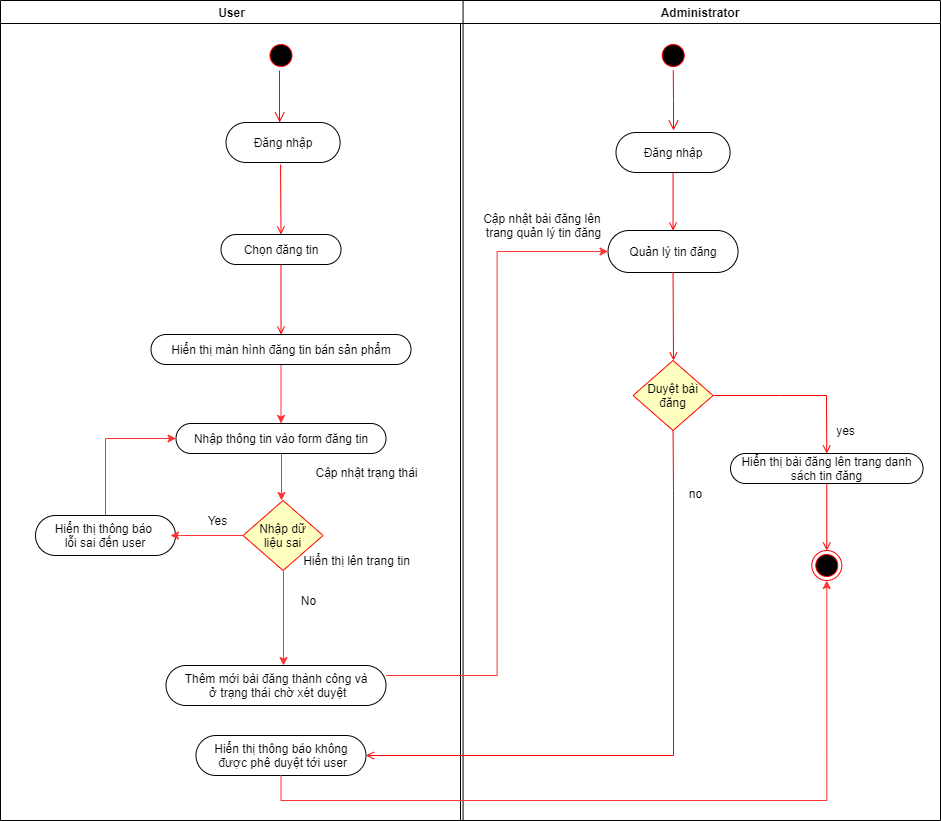 User
Administrator
Đăng nhập
Đăng nhập
Cập nhật bài đăng lên
trang quản lý tin đăng
Chọn đăng tin
Quản lý tin đăng
Hiển thị màn hình đăng tin bán sản phẩm
Duyệt bài
đăng
yes
Nhập thông tin vào form đăng tin
Cập nhật trạng thái
Hiển thị bài đăng lên trang danh
sách tin đăng
no
Yes
Hiển thị thông báo
lỗi sai đến user
Nhập dữ
liệu sai
Hiển thị lên trang tin
No
Thêm mới bài đăng thành công và
ở trạng thái chờ xét duyệt
Hiển thị thông báo không
được phê duyệt tới user